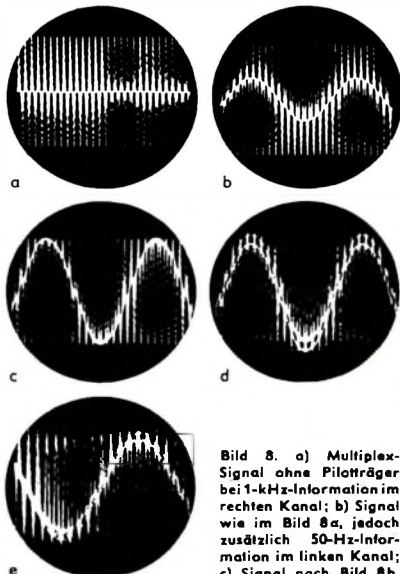 a
b
c
d
e
Bild 8. a) Multiplex-
Signal ohne Pilotträger
bei 1-kHz-Information im
rechten Kanal; b) Signal
wie im Bild 8a, jedoch
zusätzlich 50-Hz-Infor-
mation im linken Kanal;
c) Signal nach Bild 8b,